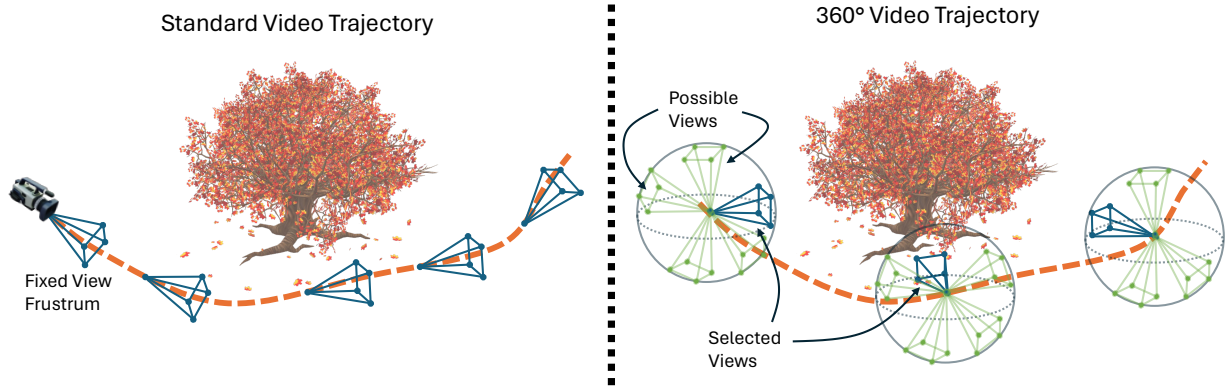 Standard Video Trajectory
Fixed View
Frustrum
360° Video Trajectory
Possible
Views
Selected
Views